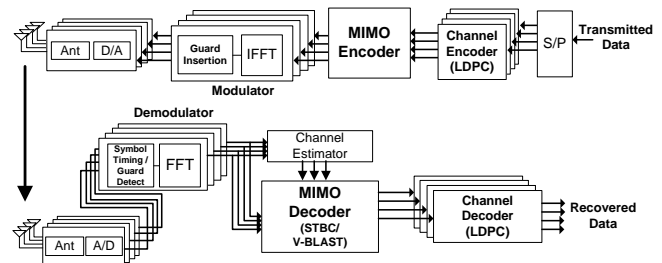 Ant
D/A
Guard
Insertion
IFFT
Modulator
MIMO
Encoder
Channel
Encoder
(LDPC)
S/P
Transmitted
Data
Demodulator
Symbol
Timing /
Guard
Detect
FFT
Channel
Estimator
MIMO
Decoder
(STBC/
V-BLAST)
Channel
Decoder
(LDPC)
Recovered
Data
Ant
A/D